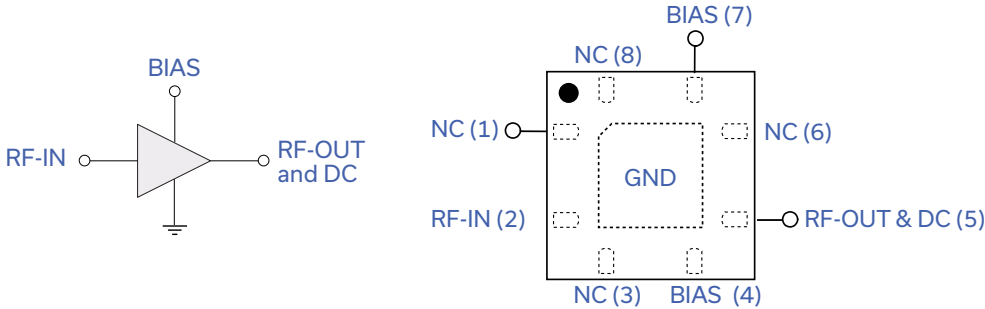 BIAS
RF-IN
RF-OUT
and DC
BIAS (7)
NC (8)
NC (1)
NC (6)
GND
RF-IN (2)
RF-OUT & DC (5)
NC (3)
BIAS (4)